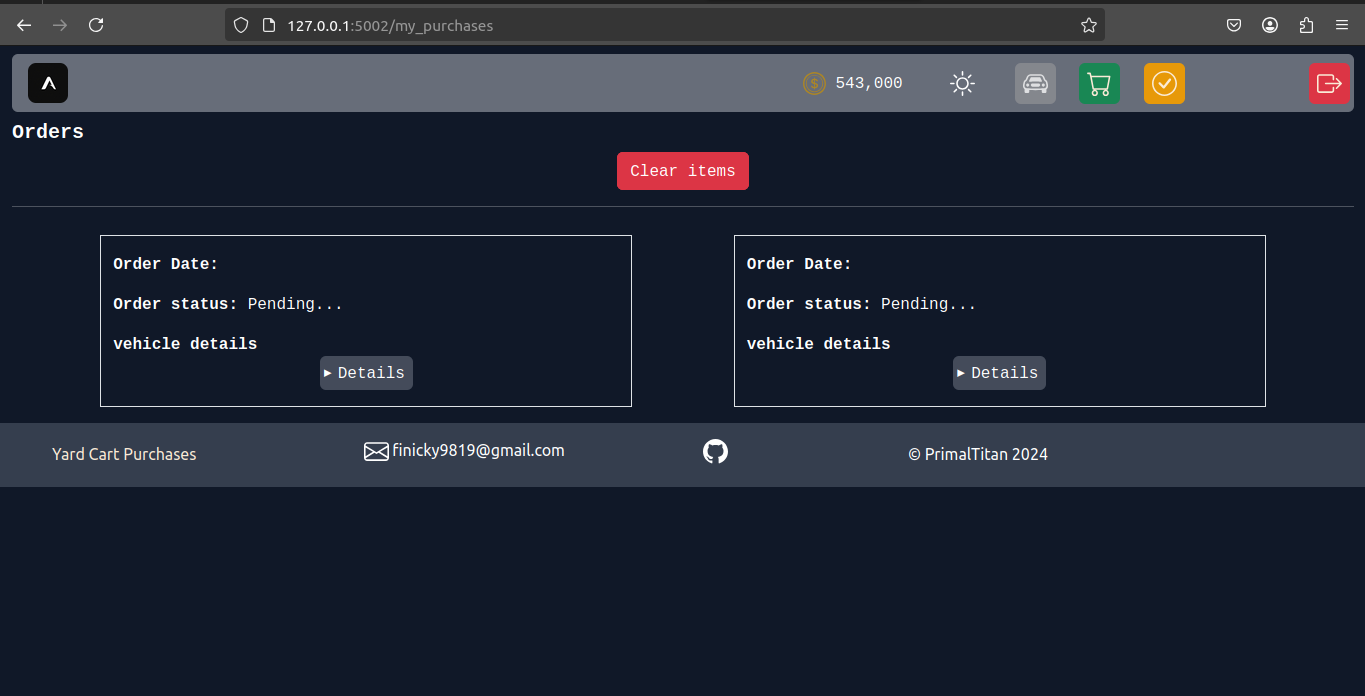 127.0.0.1:5002/my_purchases
543,000
Orders
Clear items
Order Date:
Order status: Pending...
vehicle details
Details
Order Date:
Order status: Pending...
vehicle details
Details
Yard Cart Purchases
finicky9819@gmail.com
© PrimalTitan 2024